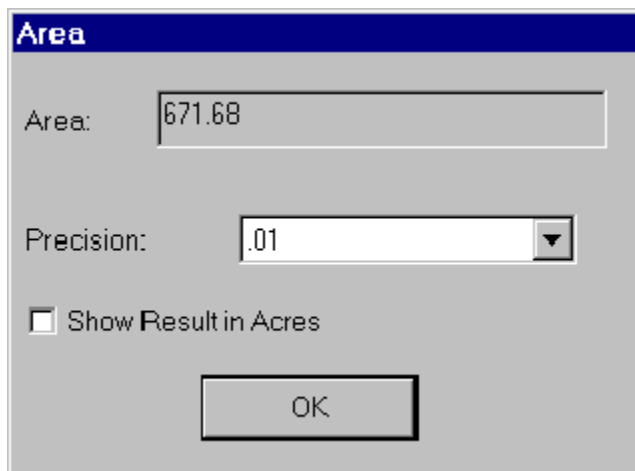 Area
Area: 671.68
Precision: .01
Show Result in Acres
OK